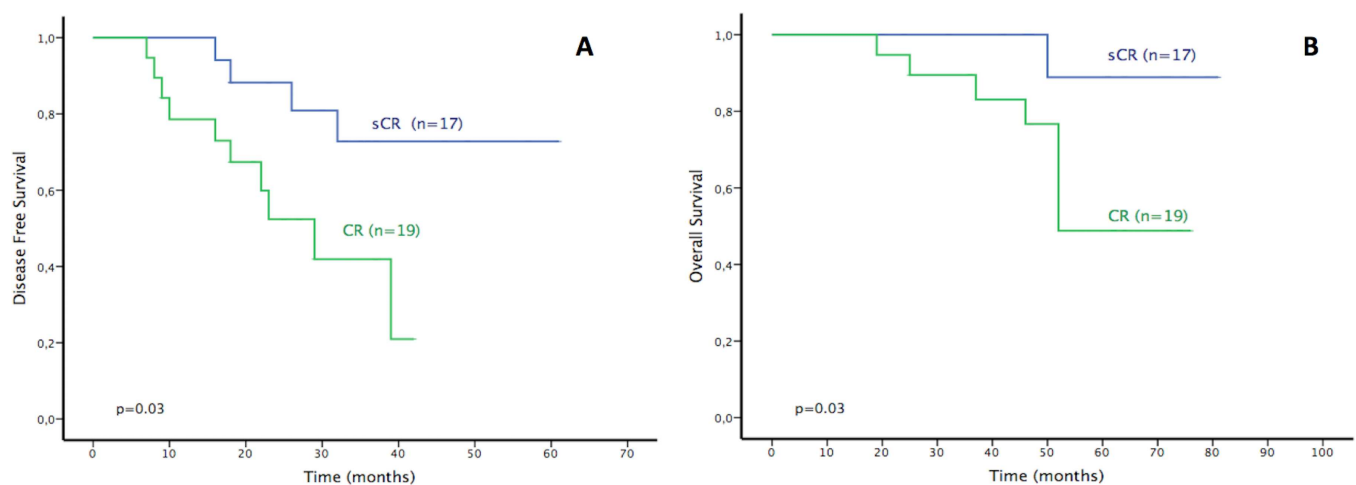 A
Disease Free Survival
1,0
0,8
0,6
0,4
0,2
0,0
sCR (n=17)
CR (n=19)
p=0.03
0 10 20 30 40 50 60 70
Time (months)
B
Overall Survival
1,0
0,8
0,6
0,4
0,2
0,0
sCR (n=17)
CR (n=19)
p=0.03
0 10 20 30 40 50 60 70 80 90 100
Time (months)